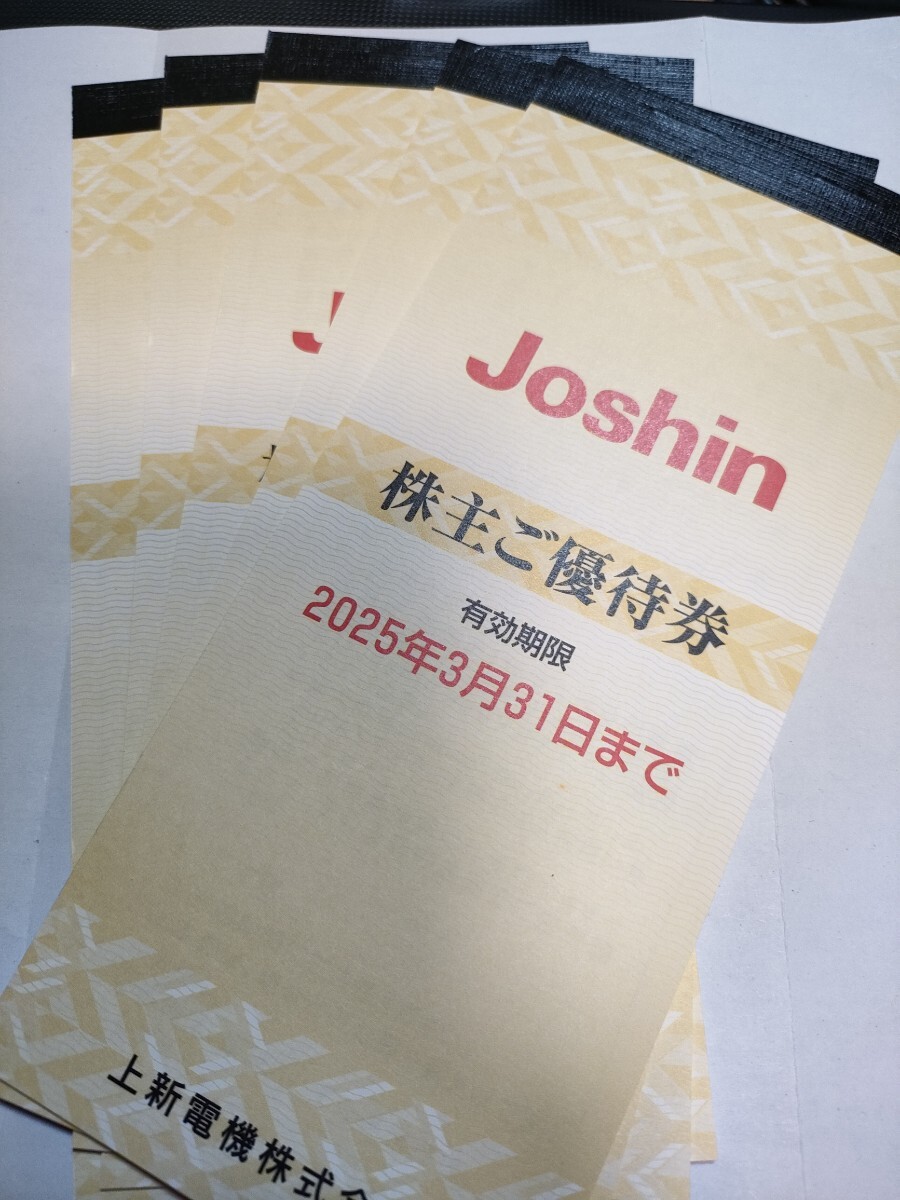 Joshin
株主ご優待券
有効期限
2025年3月31日まで
上新電機株式会
J